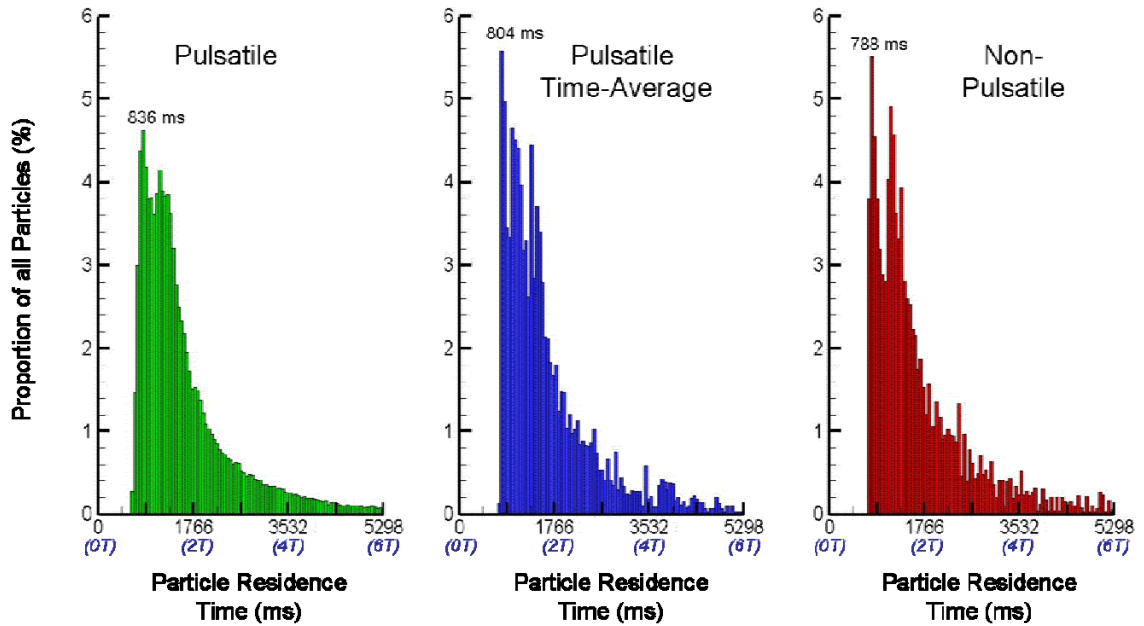 Proportion of all Particles (%)
6
5
4
3
2
1
0
836 ms
Pulsatile
0 1766 3532 5298
(0T) (2T) (4T) (6T)
Particle Residence
Time (ms)
6
5
4
3
2
1
0
804 ms
Pulsatile
Time-Average
0 1766 3532 5298
(0T) (2T) (4T) (6T)
Particle Residence
Time (ms)
6
5
4
3
2
1
0
788 ms
Non-
Pulsatile
0 1766 3532 5298
(0T) (2T) (4T) (6T)
Particle Residence
Time (ms)